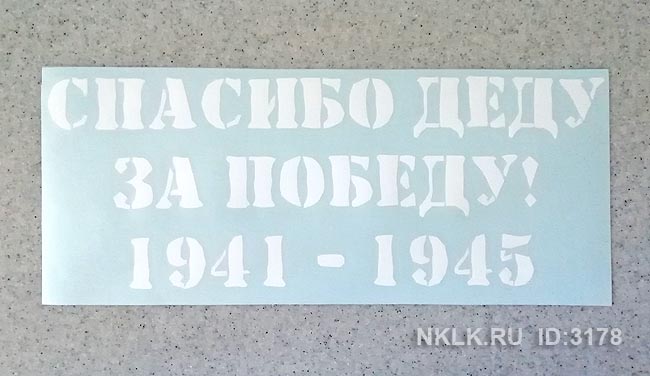 СПАСИБО ДЕДУ
ЗА ПОБЕДУ!
1941 - 1945
NKLK.RU ID:3178